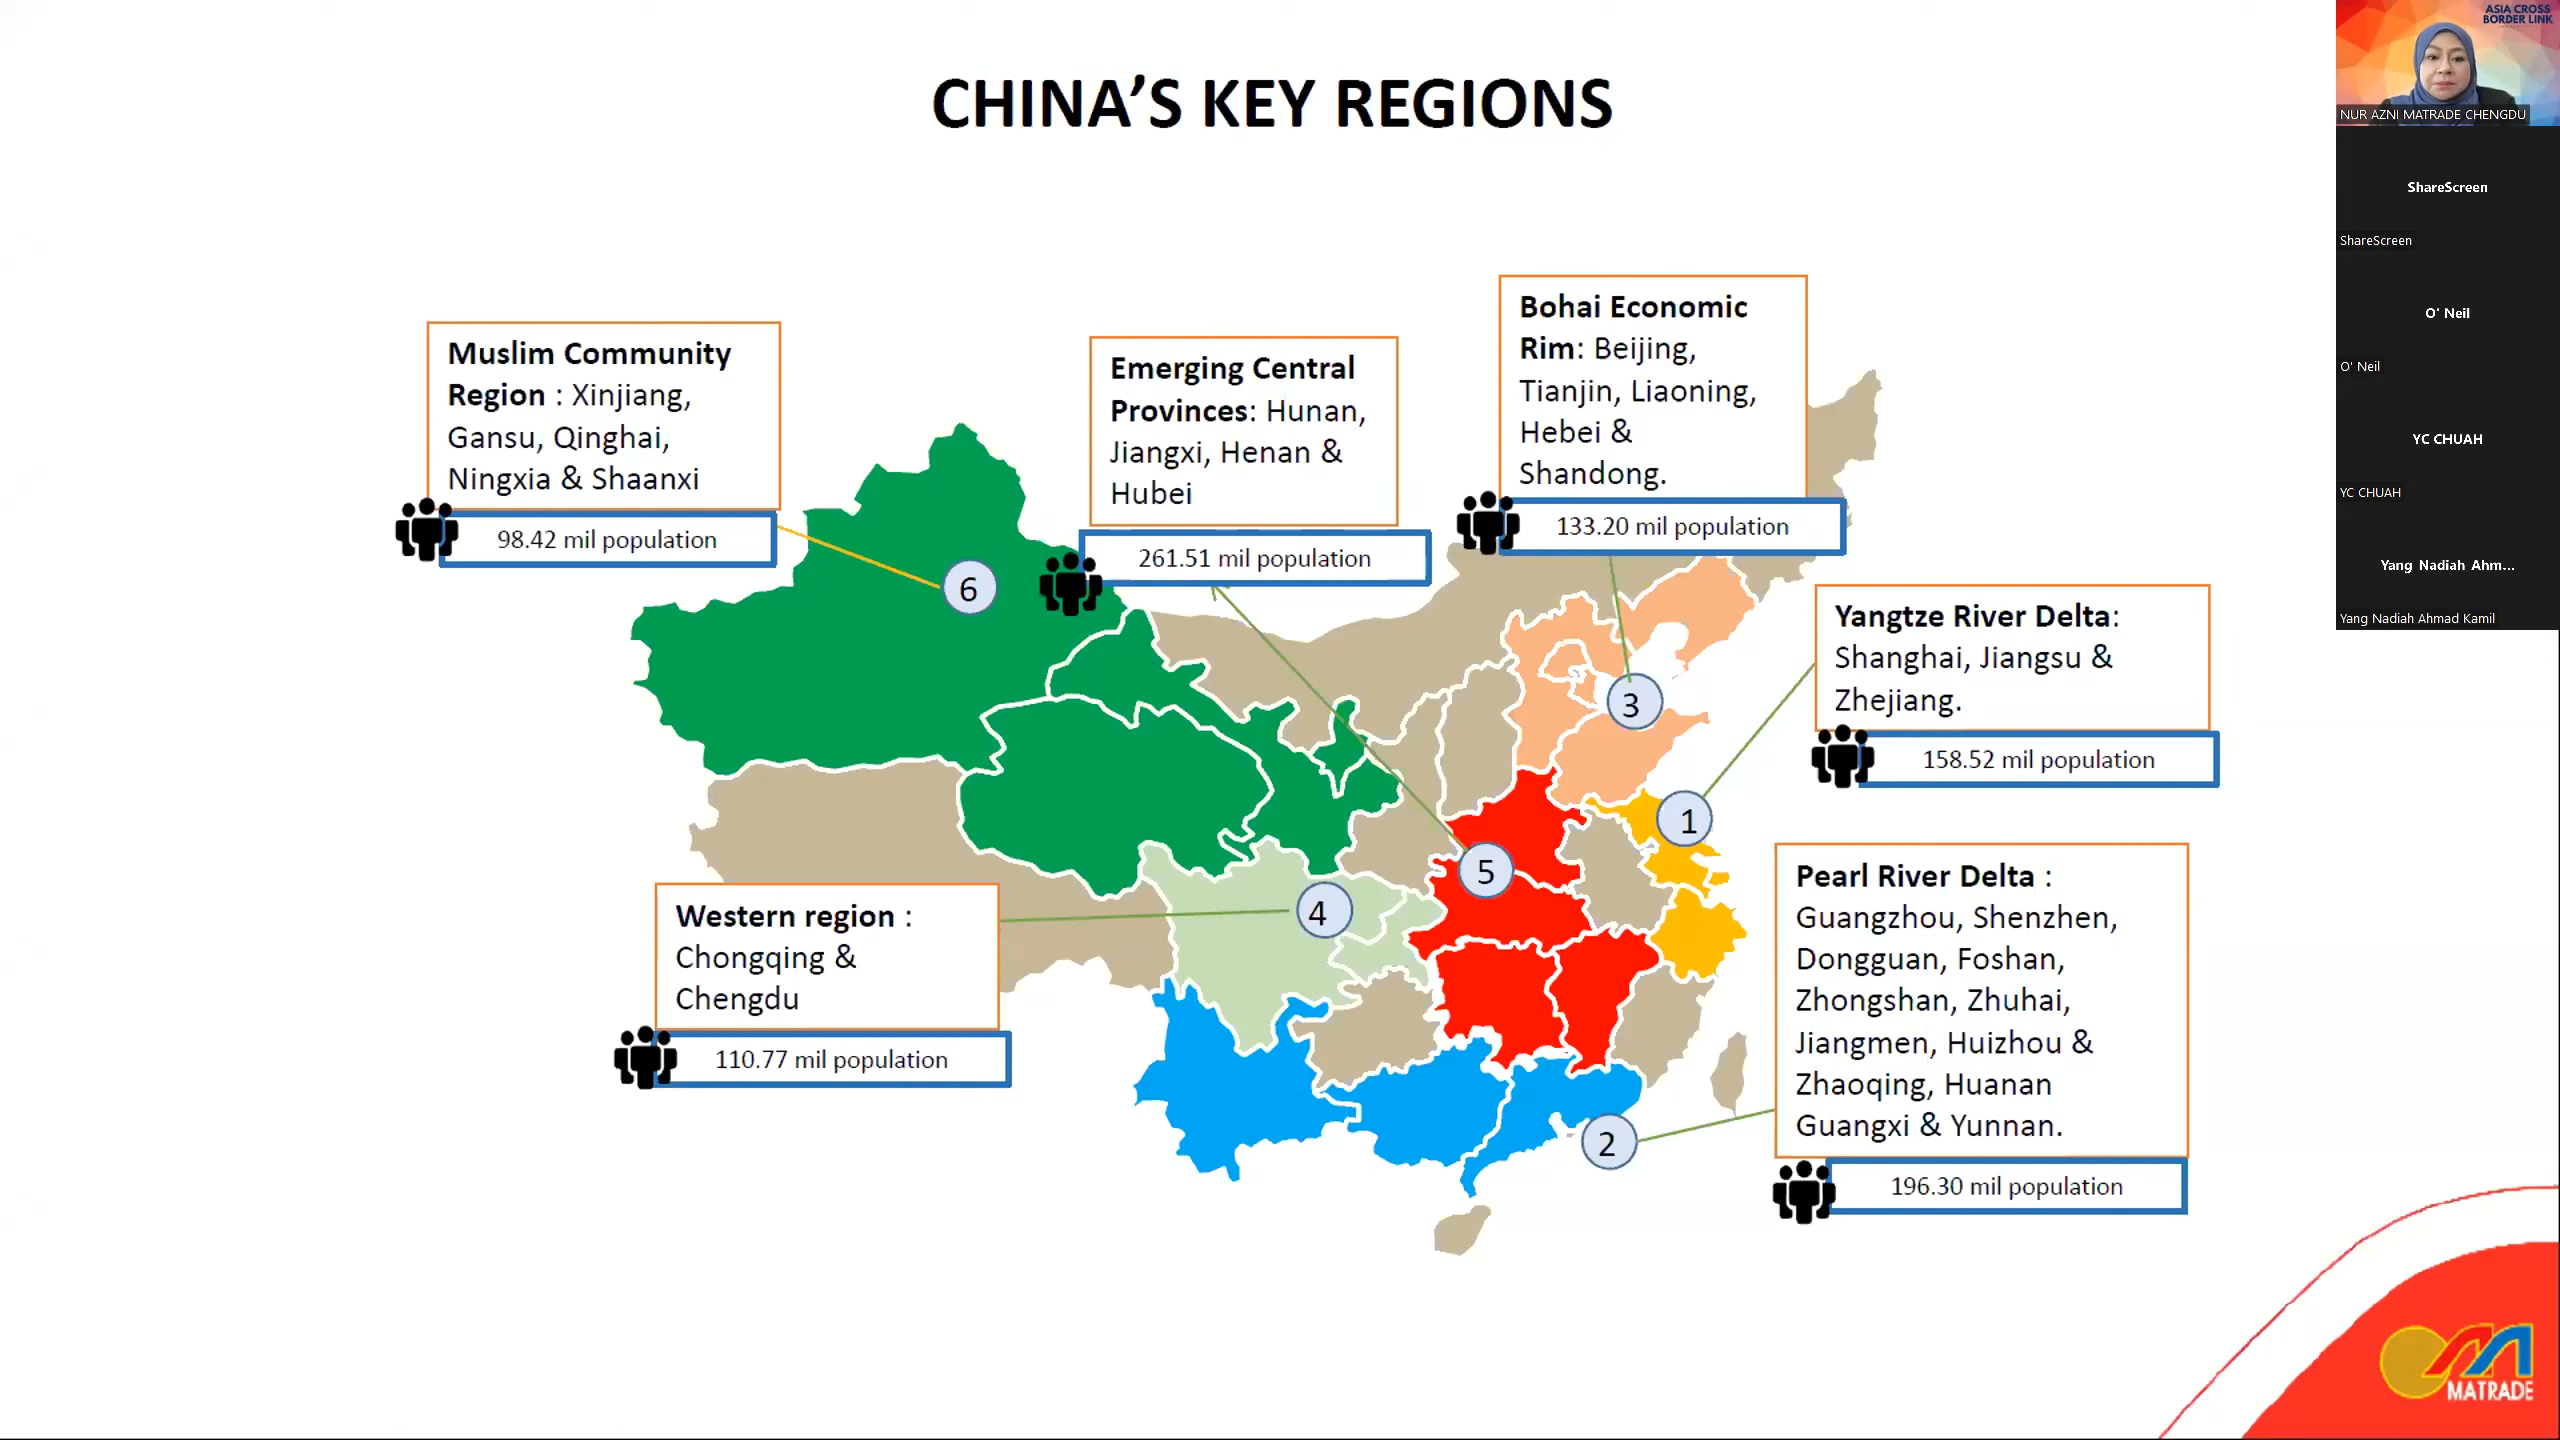 CHINA’S KEY REGIONS
Muslim Community
Region : Xinjiang,
Gansu, Qinghai,
Ningxia & Shaanxi
98.42 mil population
Emerging Central
Provinces: Hunan,
Jiangxi, Henan &
Hubei
261.51 mil population
Bohai Economic
Rim: Beijing,
Tianjin, Liaoning,
Hebei &
Shandong.
133.20 mil population
Yangtze River Delta:
Shanghai, Jiangsu &
Zhejiang.
158.52 mil population
Pearl River Delta :
Guangzhou, Shenzhen,
Dongguan, Foshan,
Zhongshan, Zhuhai,
Jiangmen, Huizhou &
Zhaoqing, Huanan
Guangxi & Yunnan.
196.30 mil population
Western region :
Chongqing &
Chengdu
110.77 mil population
6
3
1
5
4
2
MATRADE
ASIA CROSS
BORDER LINK
NUR AZNI MATRADE CHENGDU
ShareScreen
ShareScreen
O' Neil
O' Neil
YC CHUAH
YC CHUAH
Yang Nadiah Ahm...
Yang Nadiah Ahmad Kamil